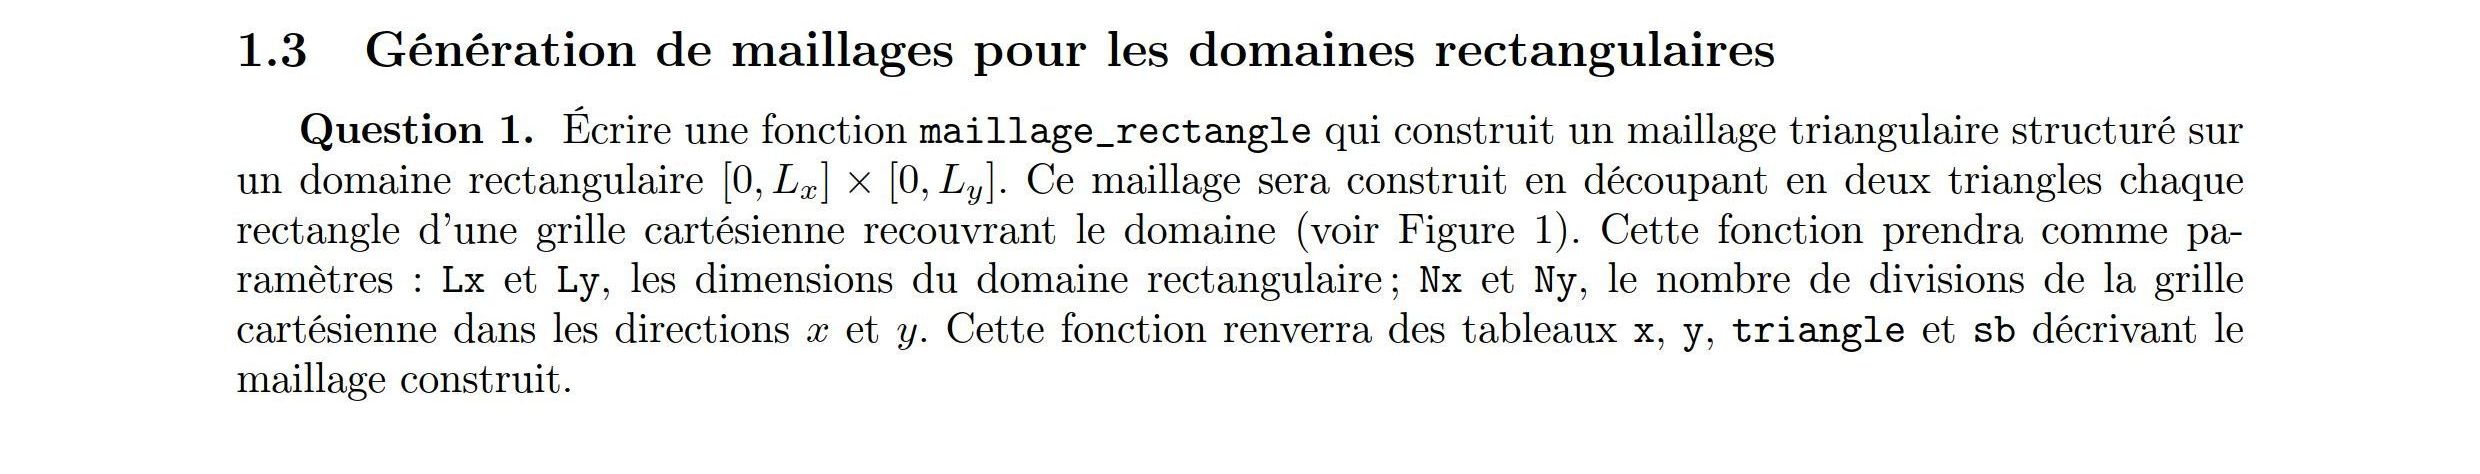 1.3 Génération de maillages pour les domaines rectangulaires
Question 1. Écrire une fonction maillage_rectangle qui construit un maillage triangulaire structuré sur
un domaine rectangulaire [0, Lx] × [0, Ly]. Ce maillage sera construit en découpant en deux triangles chaque
rectangle d'une grille cartésienne recouvrant le domaine (voir Figure 1). Cette fonction prendra comme pa-
ramètres : Lx et Ly, les dimensions du domaine rectangulaire ; Nx et Ny, le nombre de divisions de la grille
cartésienne dans les directions x et y. Cette fonction renverra des tableaux x, y, triangle et sb décrivant le
maillage construit.